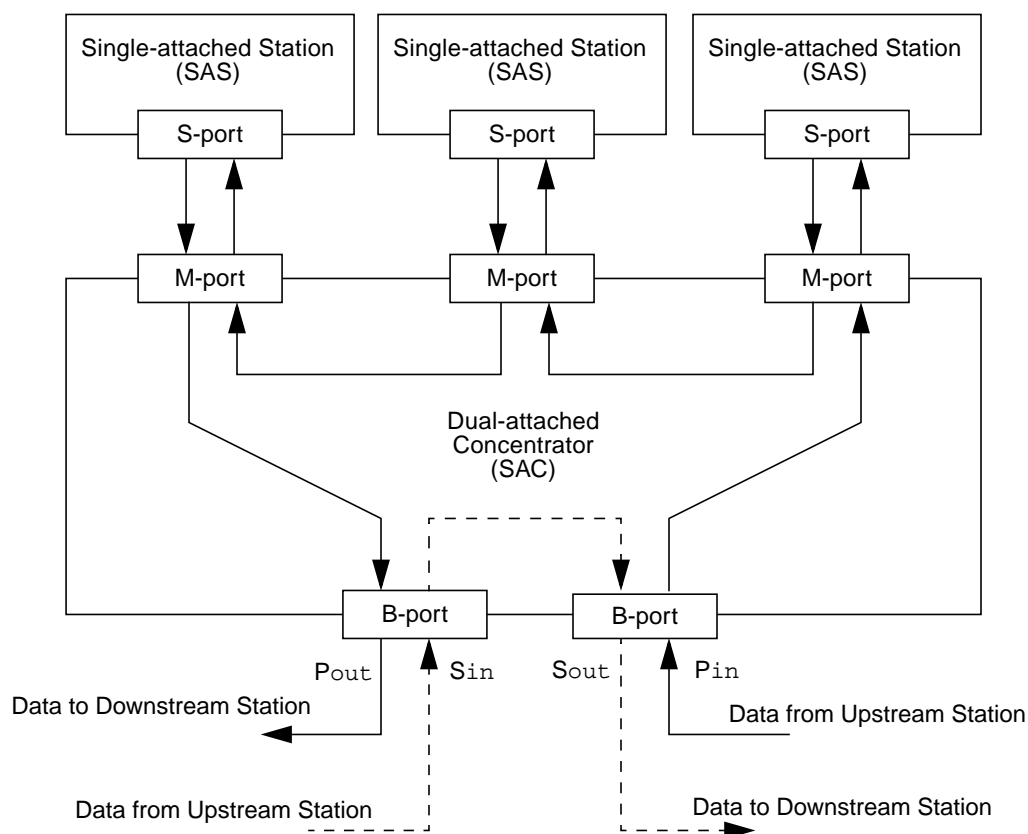 Single-attached Station
(SAS)
Single-attached Station
(SAS)
Single-attached Station
(SAS)
S-port
S-port
S-port
M-port
M-port
M-port
Dual-attached
Concentrator
(SAC)
B-port
B-port
Pout
Sin
Sout
Pin
Data to Downstream Station
Data from Upstream Station
Data from Upstream Station
Data to Downstream Station